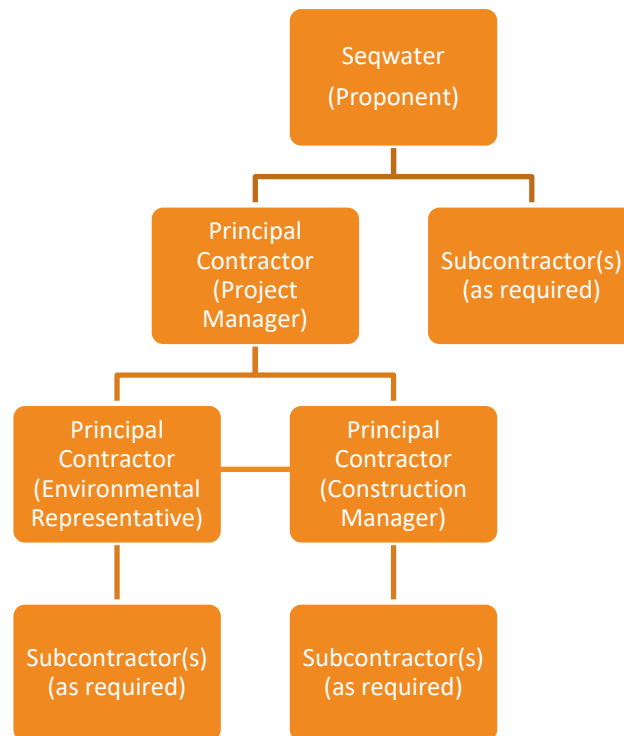 Seqwater
(Proponent)
Principal
Contractor
(Project
Manager)
Subcontractor(s)
(as required)
Principal
Contractor
(Environmental
Representative)
Principal
Contractor
(Construction
Manager)
Subcontractor(s)
(as required)
Subcontractor(s)
(as required)